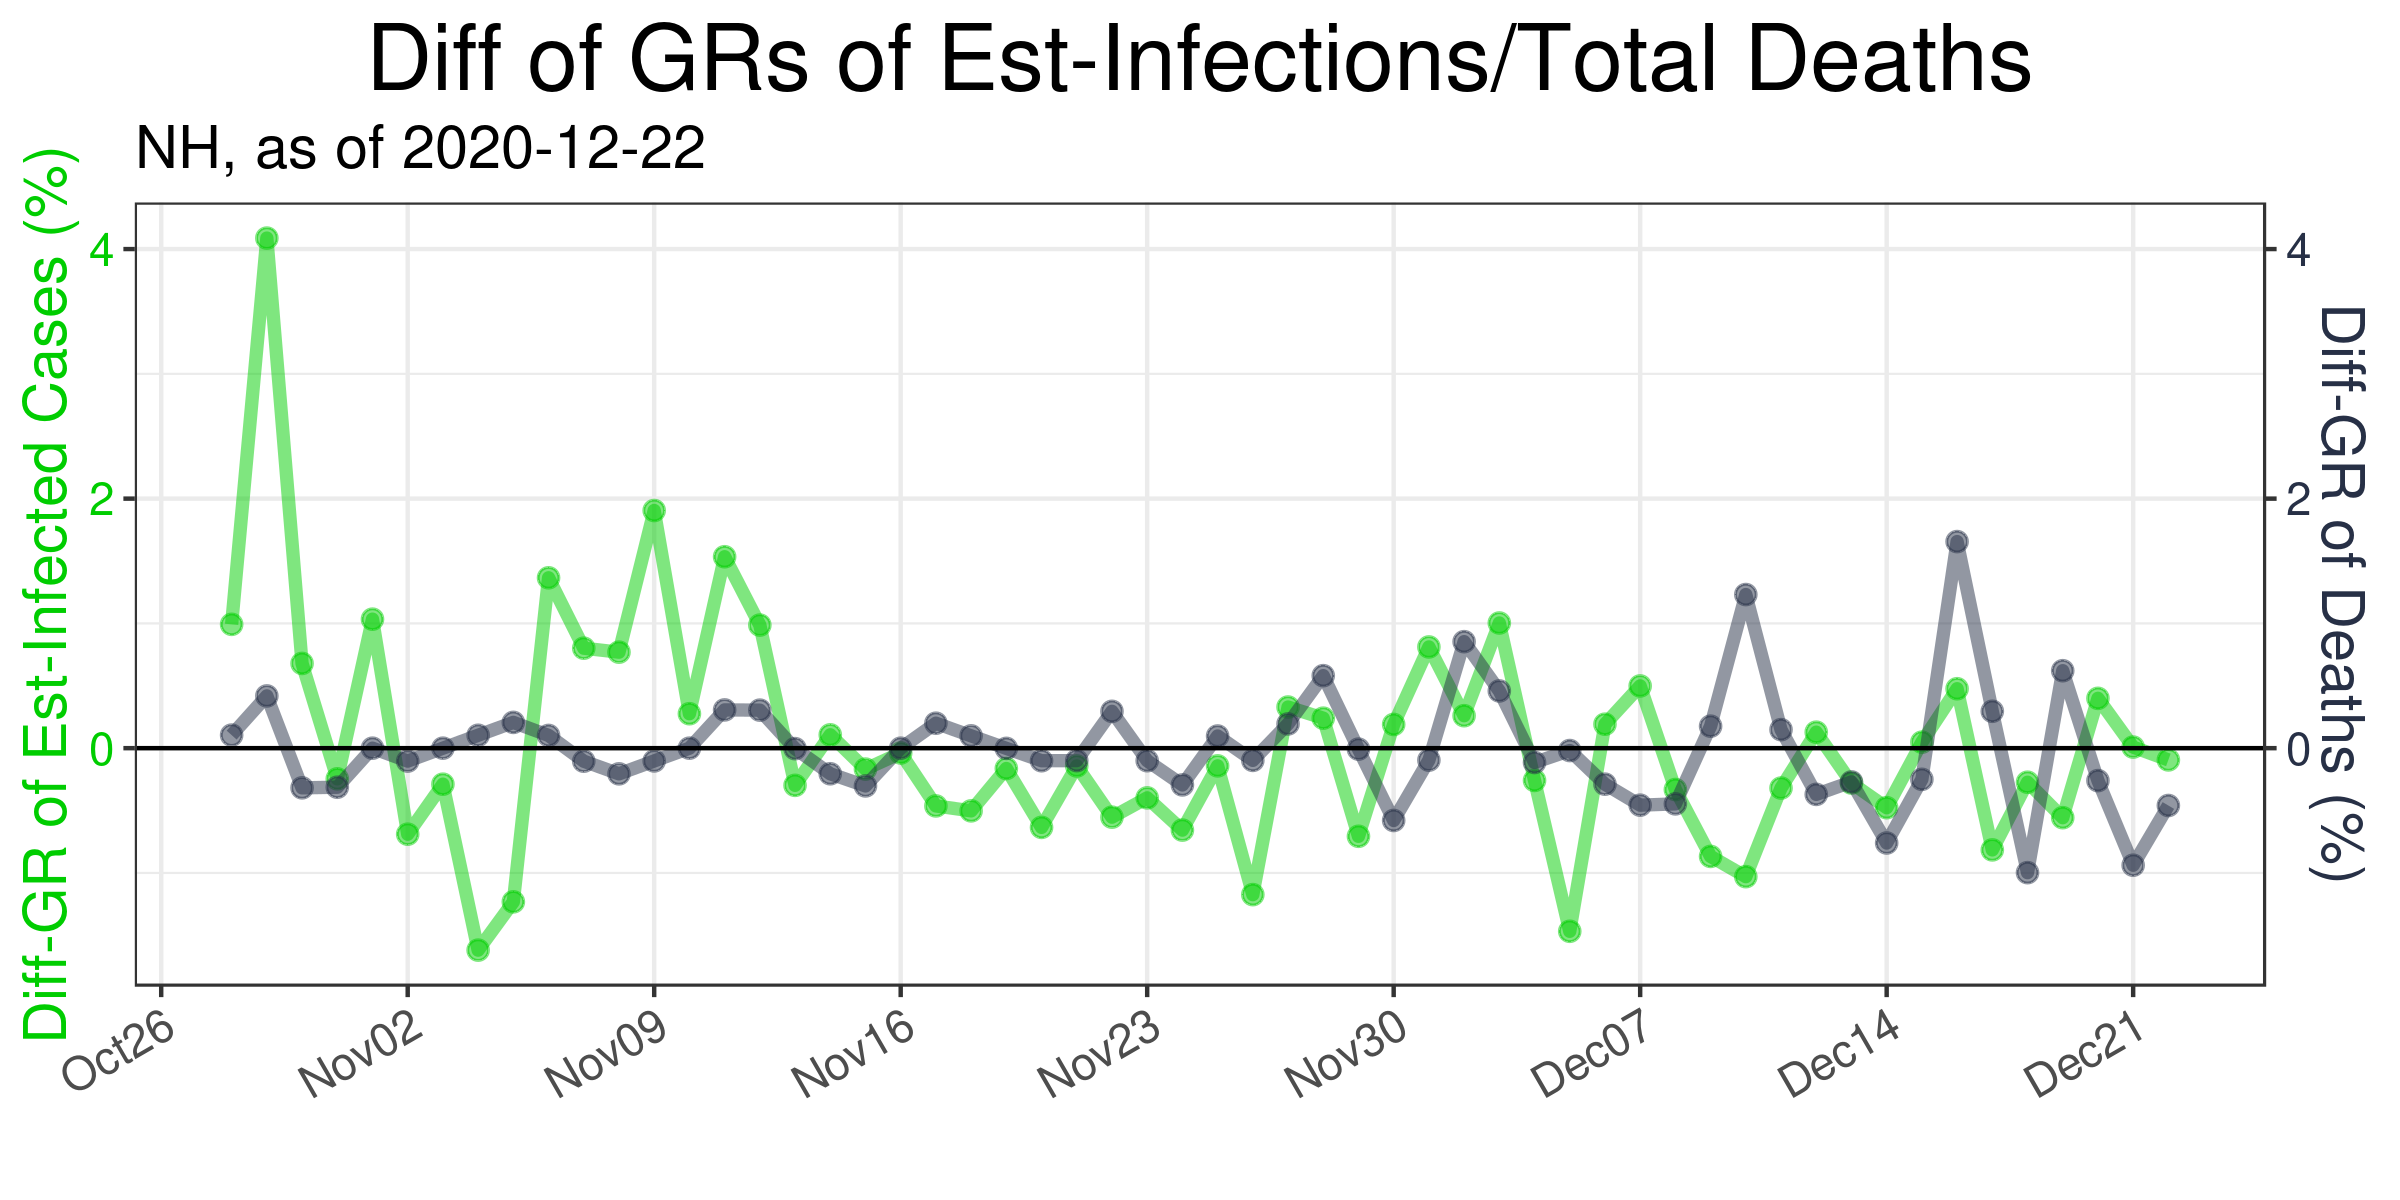 Diff of GRs of Est-Infections/Total Deaths
NH, as of 2020-12-22
Diff-GR of Est-Infected Cases (%)
4
2
0
4
2
0
Diff-GR of Deaths (%)
Oct26
Nov02
Nov09
Nov16
Nov23
Nov30
Dec07
Dec14
Dec21